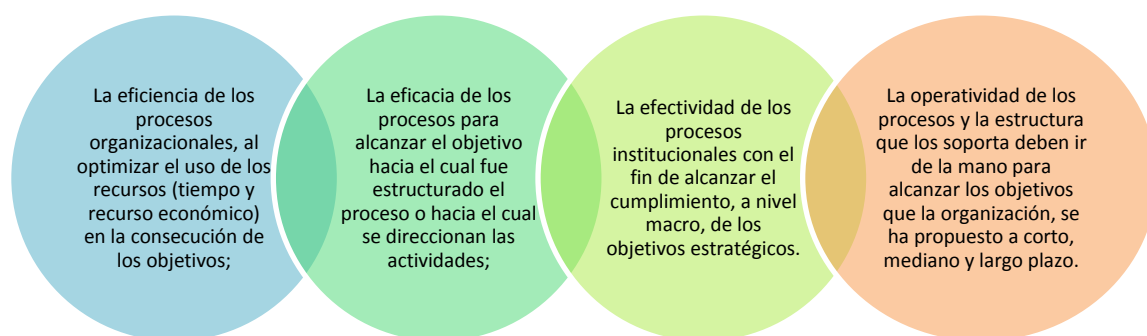 La eficiencia de los
procesos
organizacionales, al
optimizar el uso de los
recursos (tiempo y
recurso económico)
en la consecución de
los objetivos;
La eficacia de los
procesos para
alcanzar el objetivo
hacia el cual fue
estructurado el
proceso o hacia el cual
se direccionan las
actividades;
La efectividad de los
procesos
institucionales con el
fin de alcanzar el
cumplimiento, a nivel
macro, de los
objetivos estratégicos.
La operatividad de los
procesos y la estructura
que los soporta deben ir
de la mano para
alcanzar los objetivos
que la organización, se
ha propuesto a corto,
mediano y largo plazo.